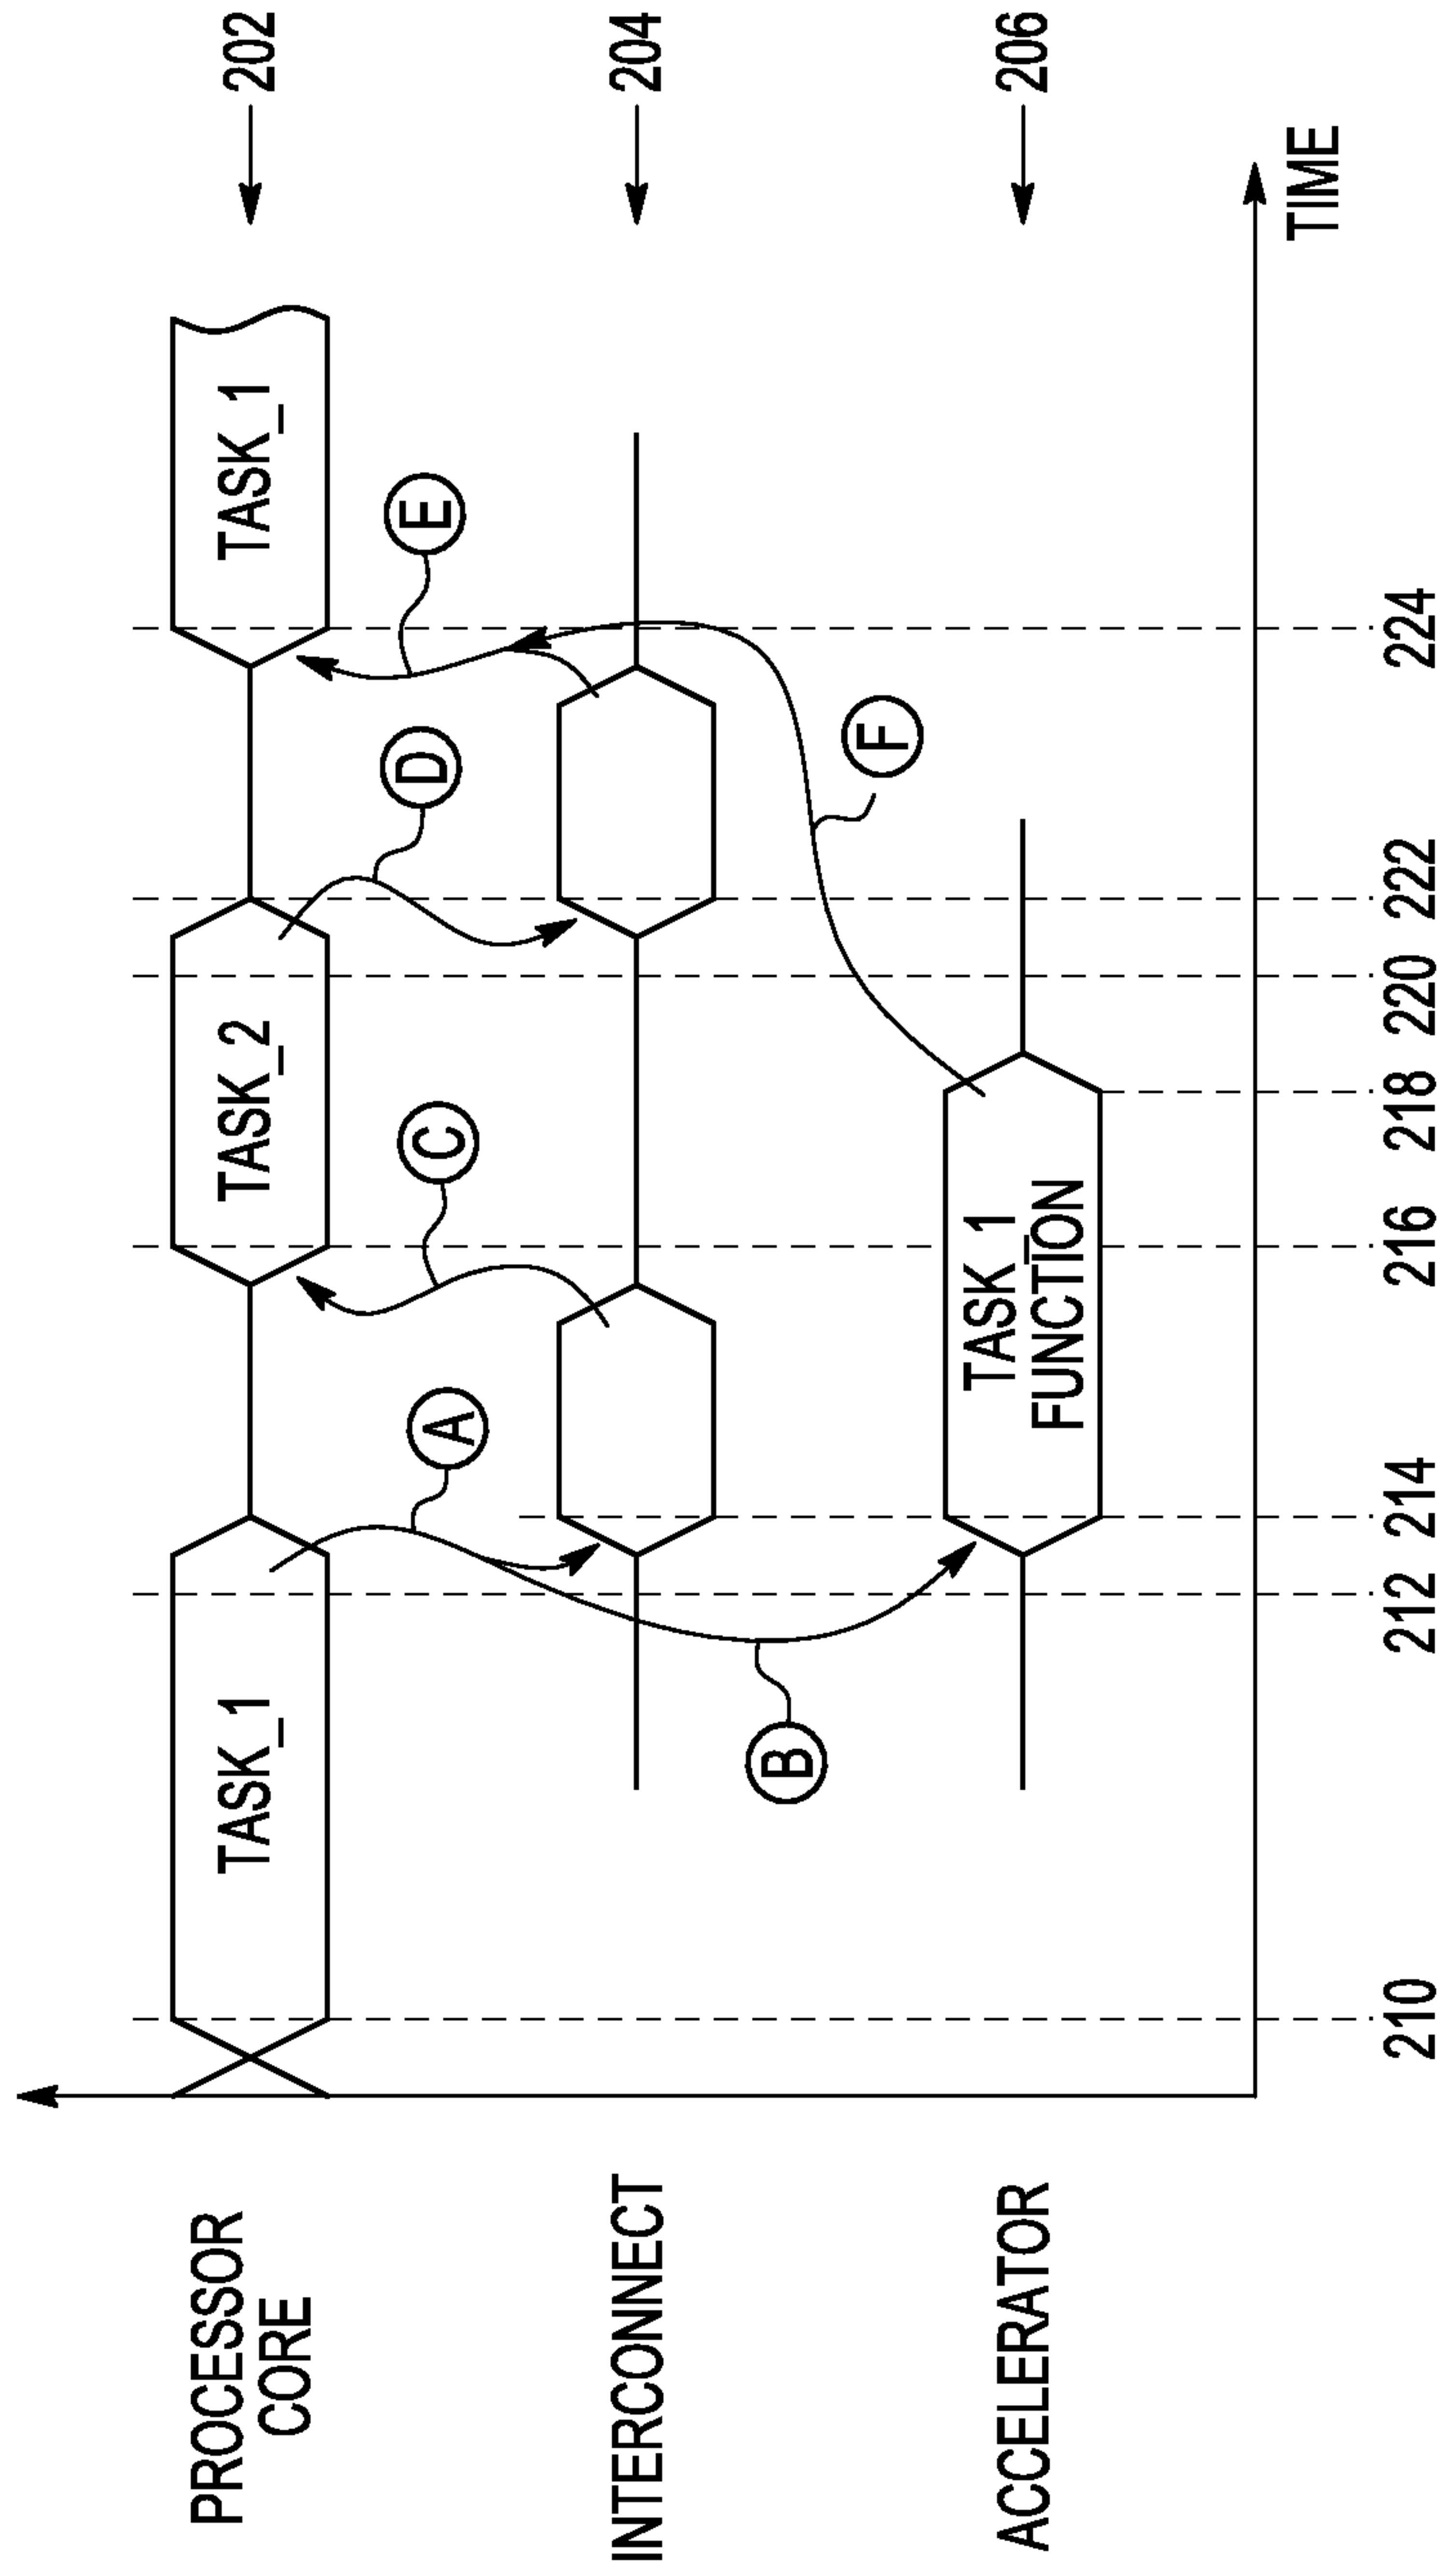 PROCESSOR
CORE
TASK_1
TASK_2
TASK_1
202
A
C
D
E
INTERCONNECT
204
B
F
ACCELERATOR
TASK_1
FUNCTION
206
TIME
210
212
214
216
218
220
222
224